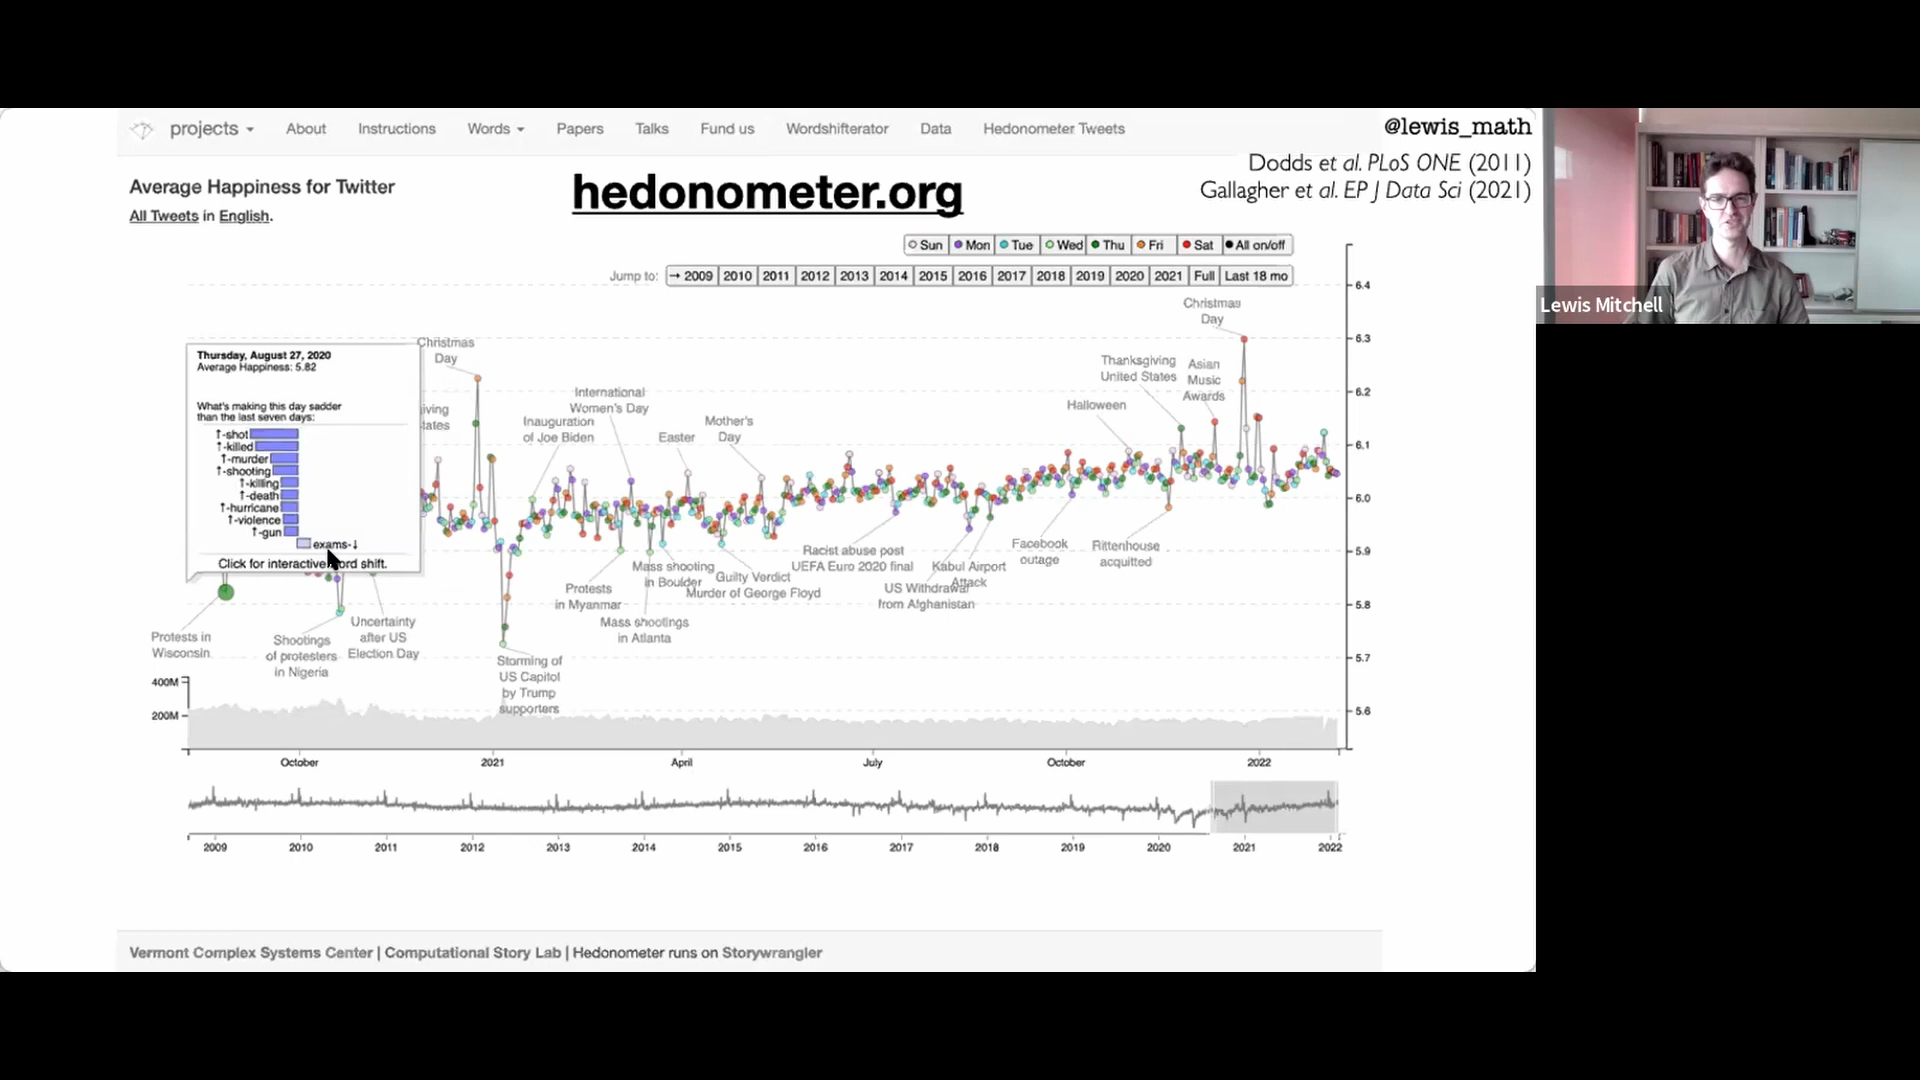 projects
About
Instructions
Words
Papers
Talks
Fund us
Wordshifterator
Data
Hedonometer Tweets
@lewis_math
Dodds et al. PLoS ONE (2011)
Gallagher et al. EP J Data Sci (2021)
Average Happiness for Twitter
All Tweets in English.
hedonometer.org
Sun Mon Tue Wed Thu Fri Sat All on/off
Jump to: → 2009 2010 2011 2012 2013 2014 2015 2016 2017 2018 2019 2020 2021 Full Last 18 mo
Lewis Mitchell
6.4
6.3
6.2
6.1
6.0
5.9
5.8
5.7
5.6
Thursday, August 27, 2020
Average Happiness: 5.82
What's making this day sadder
than the last seven days:
↑-shot
↑-killed
↑-murder
↑-shooting
↑-killing
↑-death
↑-hurricane
↑-violence
↑-gun
exams-↓
Click for interactive word shift.
Christmas
Day
iving
tates
Inauguration
of Joe Biden
International
Women's Day
Easter
Mother's
Day
Halloween
Thanksgiving
United States
Asian
Music
Awards
Christmas
Day
Protests in
Wisconsin
Shootings
of protesters
in Nigeria
Uncertainty
after US
Election Day
Storming of
US Capitol
by Trump
supporters
Protests
in Myanmar
Mass shooting
in Boulder
Mass shootings
in Atlanta
Guilty Verdict
Murder of George Floyd
Racist abuse post
UEFA Euro 2020 final
US Withdrawal
from Afghanistan
Kabul Airport
Attack
Facebook
outage
Rittenhouse
acquitted
400M
200M
October 2021 April July October 2022
2009 2010 2011 2012 2013 2014 2015 2016 2017 2018 2019 2020 2021 2022
Vermont Complex Systems Center | Computational Story Lab | Hedonometer runs on Storywrangler